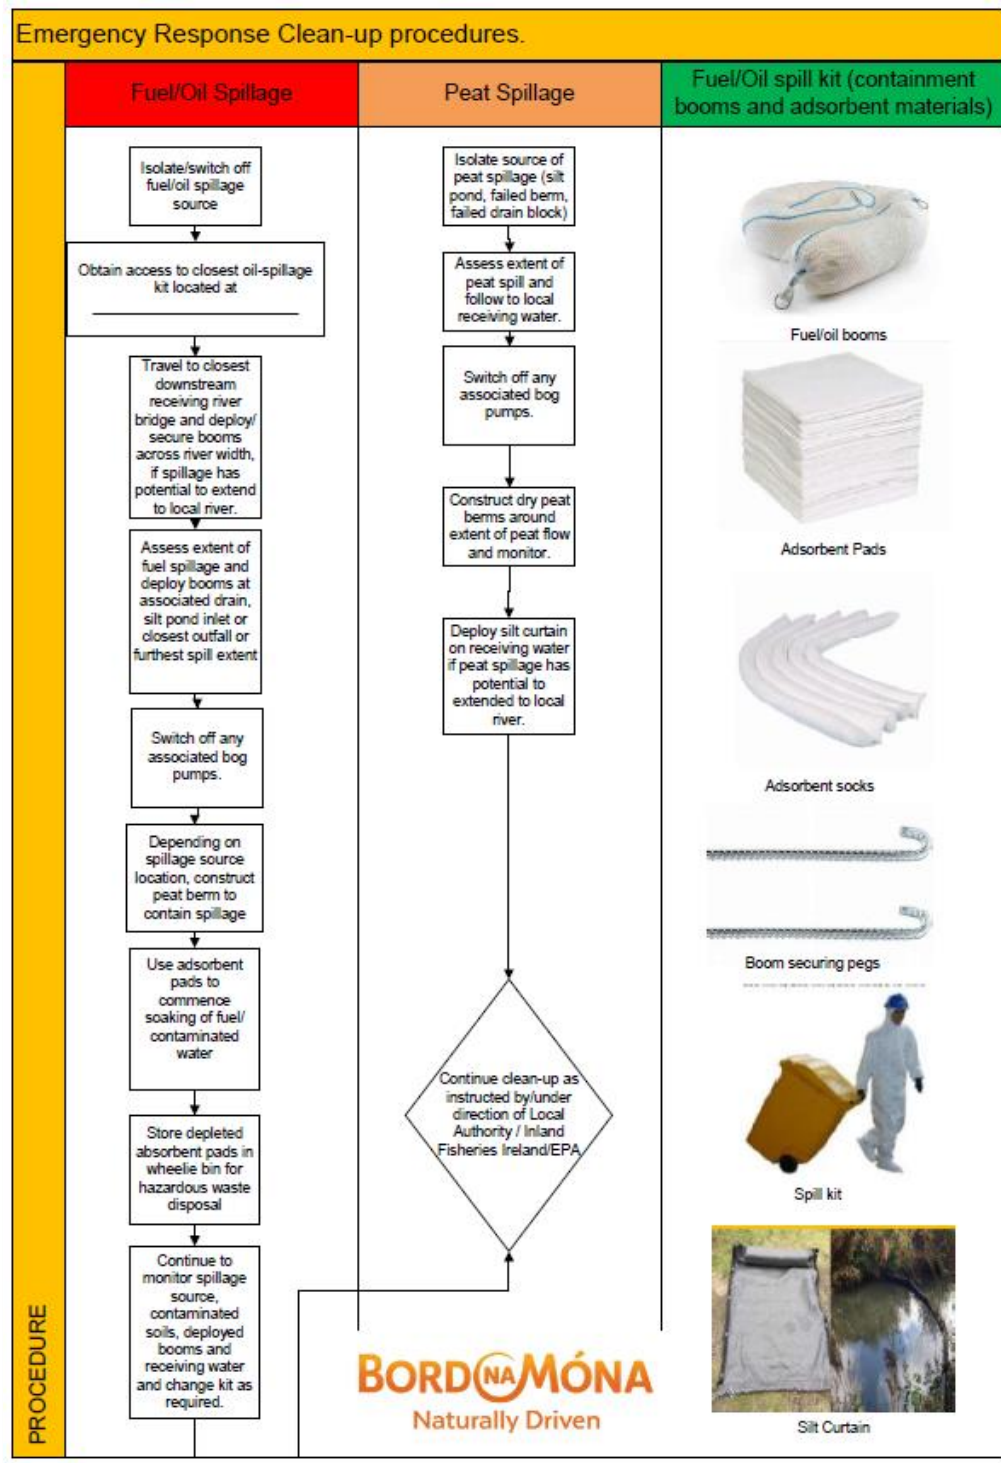 Emergency Response Clean-up procedures.
PROCEDURE
Fuel/Oil Spillage
Isolate/switch off
fuel/oil spillage
source
Obtain access to closest oil-spillage
kit located at
Travel to closest
downstream
receiving river
bridge and deploy/
secure booms
across river width,
if spillage has
potential to extend
to local river.
Assess extent of
fuel spillage and
deploy booms at
associated drain,
silt pond inlet or
closest outfall or
furthest spill extent
Switch off any
associated bog
pumps.
Depending on
spillage source
location, construct
peat berm to
contain spillage
Use adsorbent
pads to
commence
soaking of fuel/
contaminated
water
Store depleted
absorbent pads in
wheelie bin for
hazardous waste
disposal
Continue to
monitor spillage
source,
contaminated
soils, deployed
booms and
receiving water
and change kit as
required.
Peat Spillage
Isolate source of
peat spillage (silt
pond, failed berm,
failed drain block)
Assess extent of
peat spill and
follow to local
receiving water.
Switch off any
associated bog
pumps.
Construct dry peat
berms around
extent of peat flow
and monitor.
Deploy silt curtain
on receiving water
if peat spillage has
potential to
extended to local
river.
Continue clean-up as
instructed by/under
direction of Local
Authority / Inland
Fisheries Ireland/EPA
BORD NA MÓNA
Naturally Driven
Fuel/Oil spill kit (containment
booms and adsorbent materials)
Fuel/oil booms
Adsorbent Pads
Adsorbent socks
Boom securing pegs
Spill kit
Silt Curtain